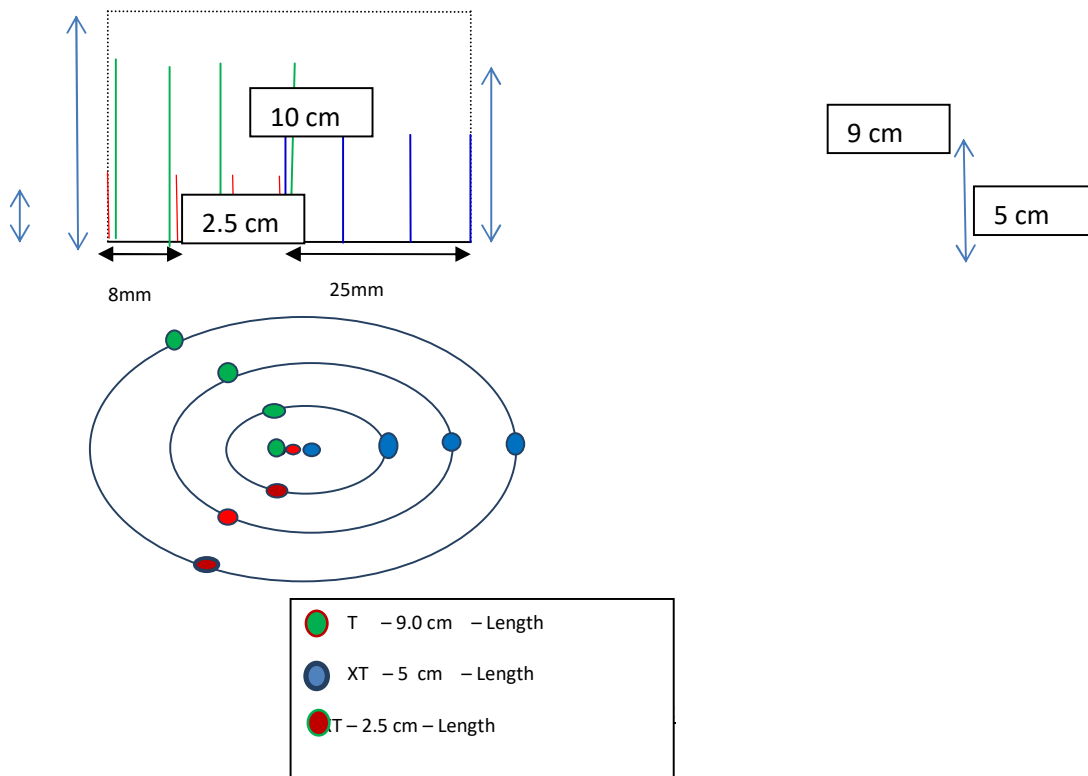 10 cm
9 cm
2.5 cm
5 cm
8mm
25mm
T – 9.0 cm – Length
XT – 5 cm – Length
T – 2.5 cm – Length